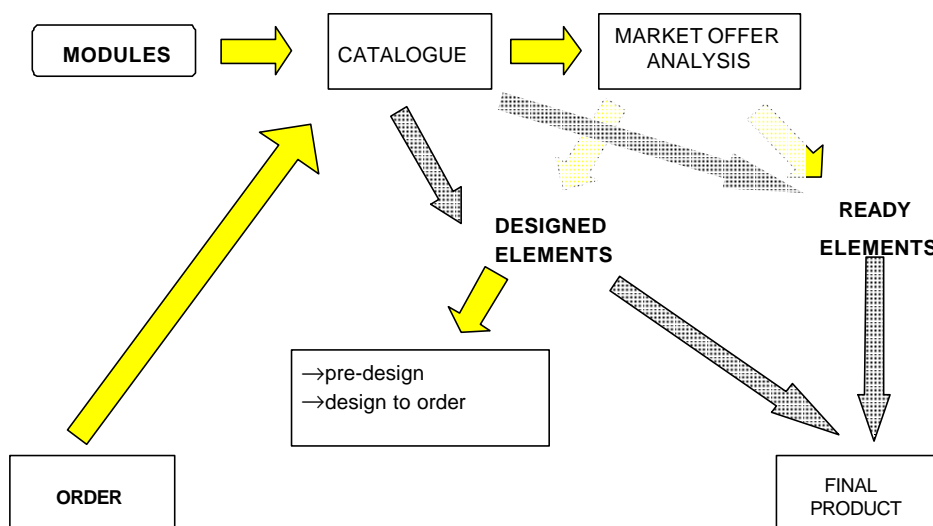 MODULES
CATALOGUE
MARKET OFFER
ANALYSIS
DESIGNED
ELEMENTS
READY
ELEMENTS
→pre-design
→design to order
ORDER
FINAL
PRODUCT